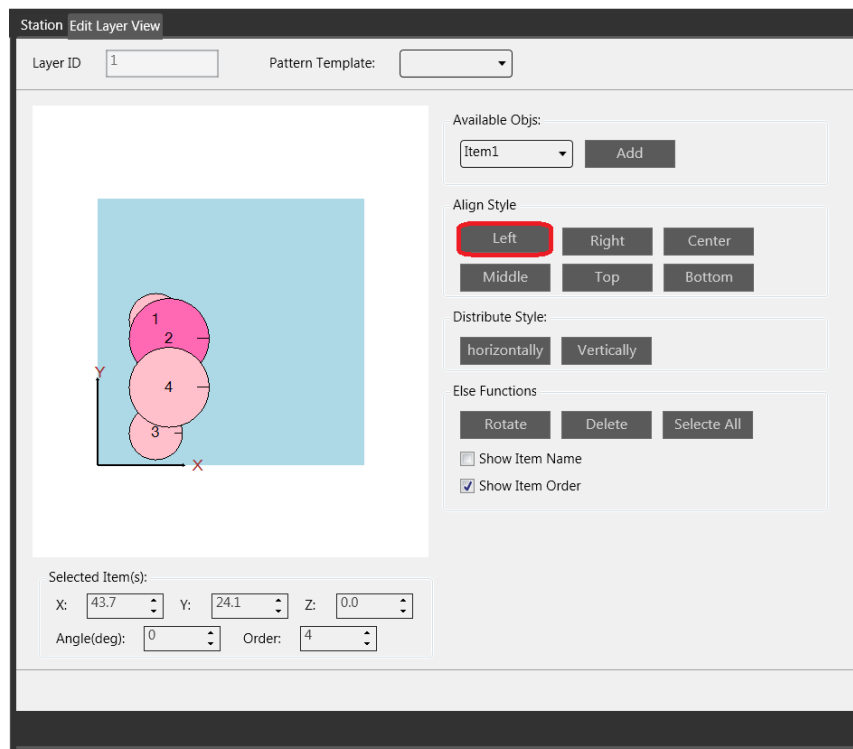 Station Edit Layer View
Layer ID 1 Pattern Template:
Available Objs:
Item1 Add
Align Style
Left Right Center
Middle Top Bottom
Distribute Style:
horizontally Vertically
Else Functions
Rotate Delete Selecte All
Show Item Name
Show Item Order
1
2
Y
4
3
X
Selected Item(s):
X: 43.7 Y: 24.1 Z: 0.0
Angle(deg): 0 Order: 4